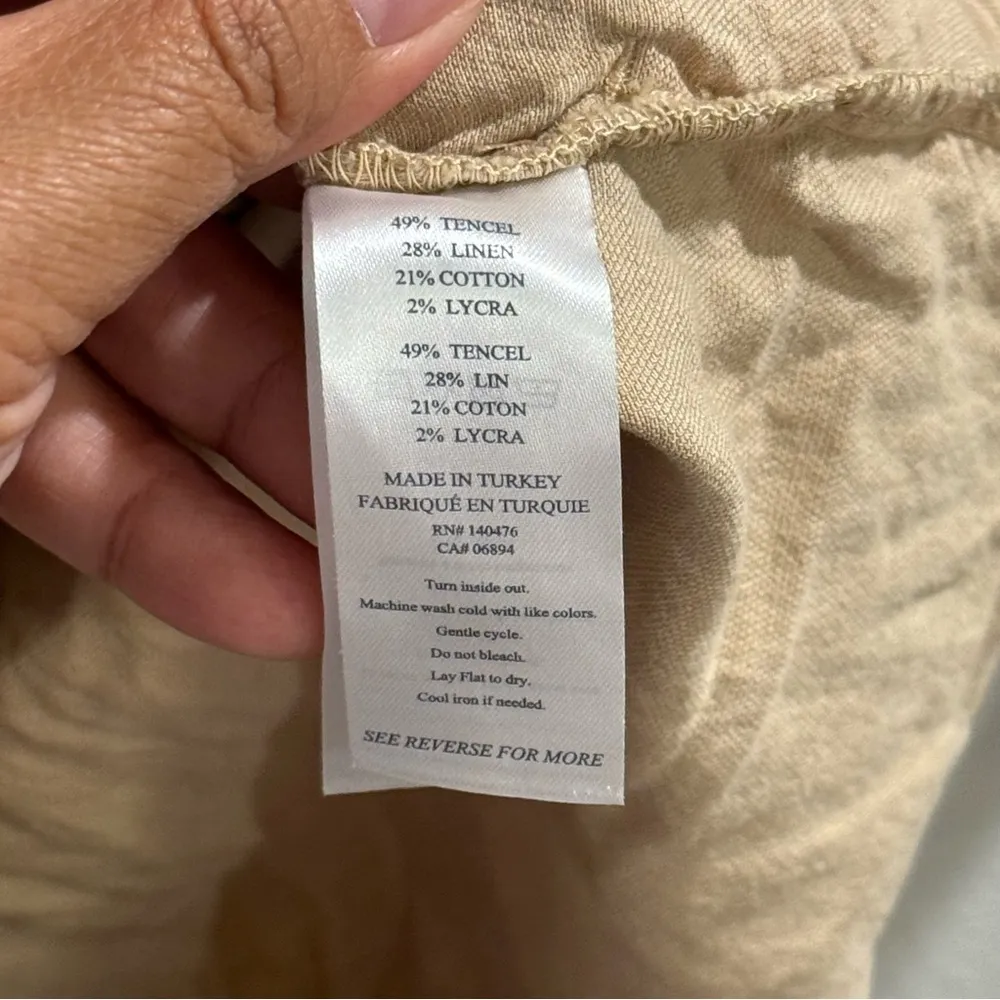 49% TENCEL
28% LINEN
21% COTTON
2% LYCRA
49% TENCEL
28% LIN
21% COTON
2% LYCRA
MADE IN TURKEY
FABRIQUÉ EN TURQUIE
RN# 140476
CA# 06894
Turn inside out.
Machine wash cold with like colors.
Gentle cycle.
Do not bleach.
Lay Flat to dry.
Cool iron if needed.
SEE REVERSE FOR MORE